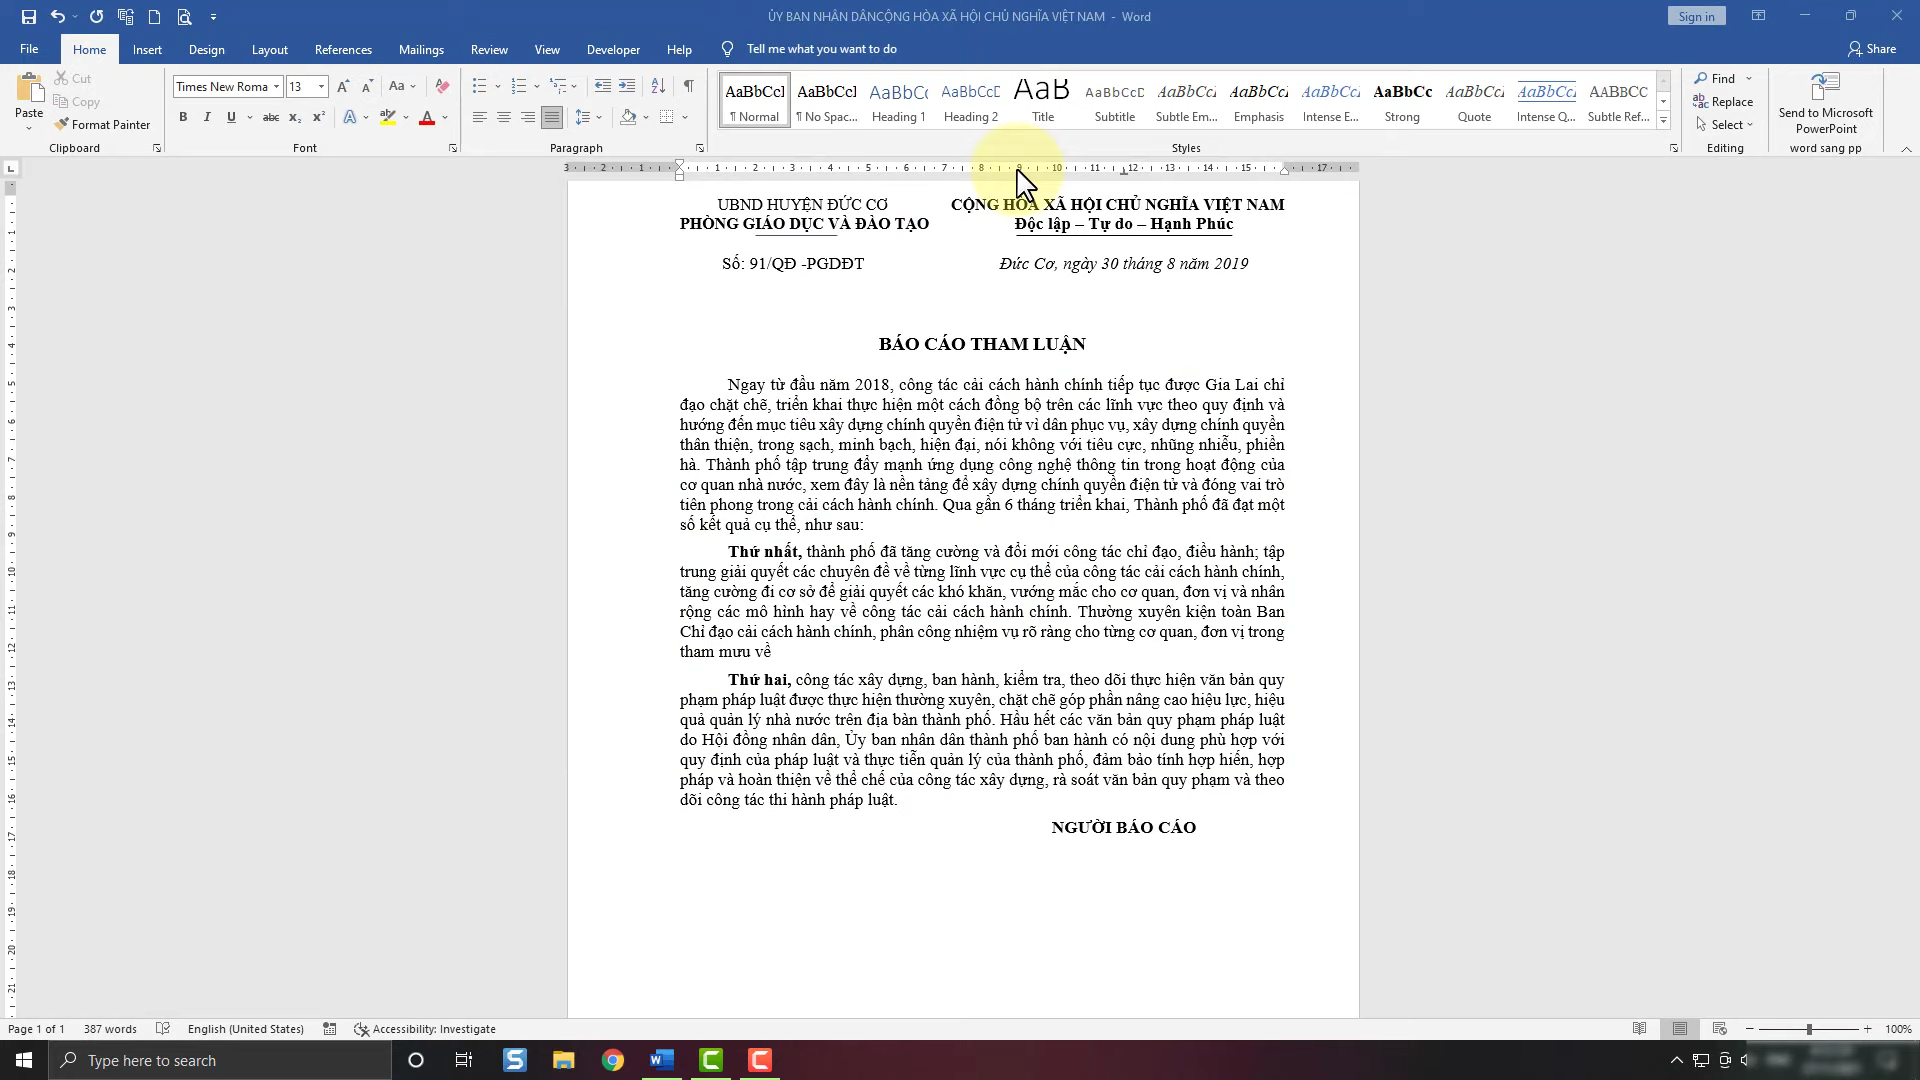 ỦY BAN NHÂN DÂNCỘNG HÒA XÃ HỘI CHỦ NGHĨA VIỆT NAM - Word
Sign in
File Home Insert Design Layout References Mailings Review View Developer Help Tell me what you want to do Share
Cut
Copy
Paste
Format Painter
Clipboard
Times New Roma 13
Font
Paragraph
AaBbCcI AaBbCcI AaBbCc AaBbCcD AaB AaBbCcD AaBbCcI AaBbCcI AaBbCcI AaBbCc AaBbCcI AaBbCcI AABBCC
¶ Normal ¶ No Spac... Heading 1 Heading 2 Title Subtitle Subtle Em... Emphasis Intense E... Strong Quote Intense Q... Subtle Ref...
Styles
Find
Replace
Select
Editing
Send to Microsoft
PowerPoint
word sang pp
3 2 1 1 2 3 4 5 6 7 8 9 10 11 12 13 14 15 17
UBND HUYỆN ĐỨC CƠ
PHÒNG GIÁO DỤC VÀ ĐÀO TẠO
CỘNG HÒA XÃ HỘI CHỦ NGHĨA VIỆT NAM
Độc lập – Tự do – Hạnh Phúc
Số: 91/QĐ -PGDĐT
Đức Cơ, ngày 30 tháng 8 năm 2019
BÁO CÁO THAM LUẬN
Ngay từ đầu năm 2018, công tác cải cách hành chính tiếp tục được Gia Lai chỉ
đạo chặt chẽ, triển khai thực hiện một cách đồng bộ trên các lĩnh vực theo quy định và
hướng đến mục tiêu xây dựng chính quyền điện tử vì dân phục vụ, xây dựng chính quyền
thân thiện, trong sạch, minh bạch, hiện đại, nói không với tiêu cực, nhũng nhiễu, phiền
hà. Thành phố tập trung đẩy mạnh ứng dụng công nghệ thông tin trong hoạt động của
cơ quan nhà nước, xem đây là nền tảng để xây dựng chính quyền điện tử và đóng vai trò
tiên phong trong cải cách hành chính. Qua gần 6 tháng triển khai, Thành phố đã đạt một
số kết quả cụ thể, như sau:
Thứ nhất, thành phố đã tăng cường và đổi mới công tác chỉ đạo, điều hành; tập
trung giải quyết các chuyên đề về từng lĩnh vực cụ thể của công tác cải cách hành chính,
tăng cường đi cơ sở để giải quyết các khó khăn, vướng mắc cho cơ quan, đơn vị và nhân
rộng các mô hình hay về công tác cải cách hành chính. Thường xuyên kiện toàn Ban
Chỉ đạo cải cách hành chính, phân công nhiệm vụ rõ ràng cho từng cơ quan, đơn vị trong
tham mưu về
Thứ hai, công tác xây dựng, ban hành, kiểm tra, theo dõi thực hiện văn bản quy
phạm pháp luật được thực hiện thường xuyên, chặt chẽ góp phần nâng cao hiệu lực, hiệu
quả quản lý nhà nước trên địa bàn thành phố. Hầu hết các văn bản quy phạm pháp luật
do Hội đồng nhân dân, Ủy ban nhân dân thành phố ban hành có nội dung phù hợp với
quy định của pháp luật và thực tiễn quản lý của thành phố, đảm bảo tính hợp hiến, hợp
pháp và hoàn thiện về thể chế của công tác xây dựng, rà soát văn bản quy phạm và theo
dõi công tác thi hành pháp luật.
NGƯỜI BÁO CÁO
Page 1 of 1 387 words English (United States) Accessibility: Investigate 100%
Type here to search